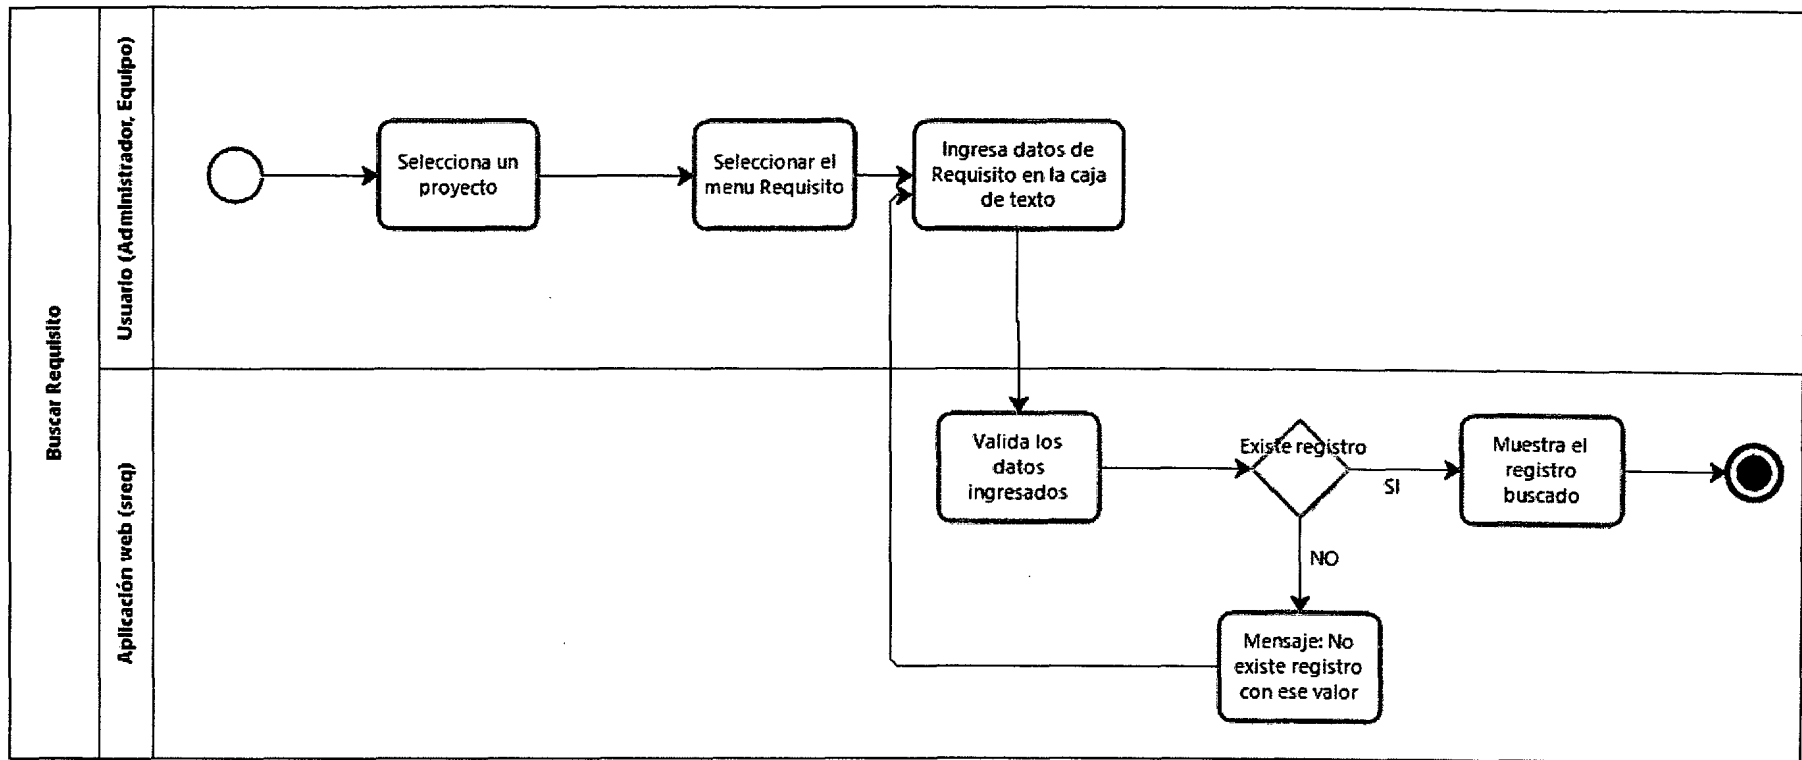 Buscar Requisito
Usuario (Administrador, Equipo)
Selecciona un
proyecto
Seleccionar el
menu Requisito
Ingresa datos de
Requisito en la caja
de texto
Aplicación web (sreq)
Valida los
datos
ingresados
Existe registro
SI
Muestra el
registro
buscado
NO
Mensaje: No
existe registro
con ese valor